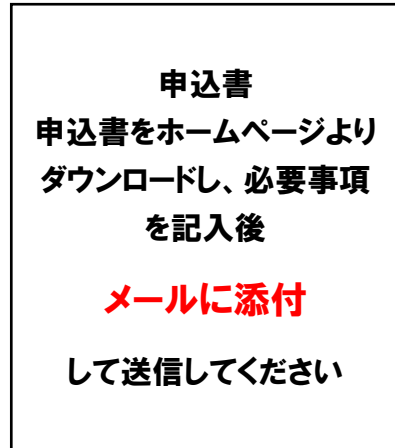 申込書
申込書をホームページより
ダウンロードし、必要事項
を記入後
メールに添付
して送信してください